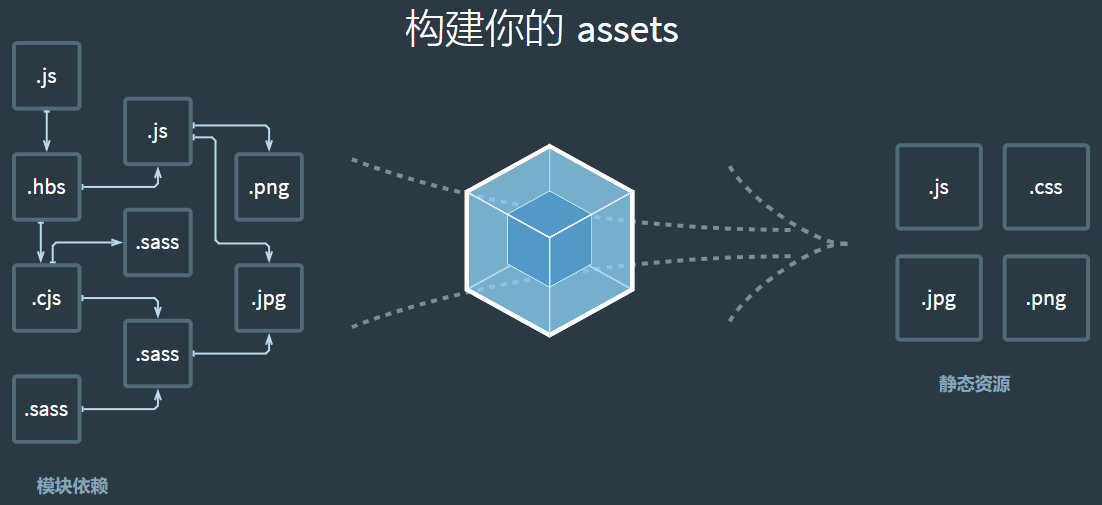 构建你的 assets
.js
.js
.hbs
.png
.sass
.cjs
.jpg
.sass
.sass
模块依赖
.js
.css
.jpg
.png
静态资源